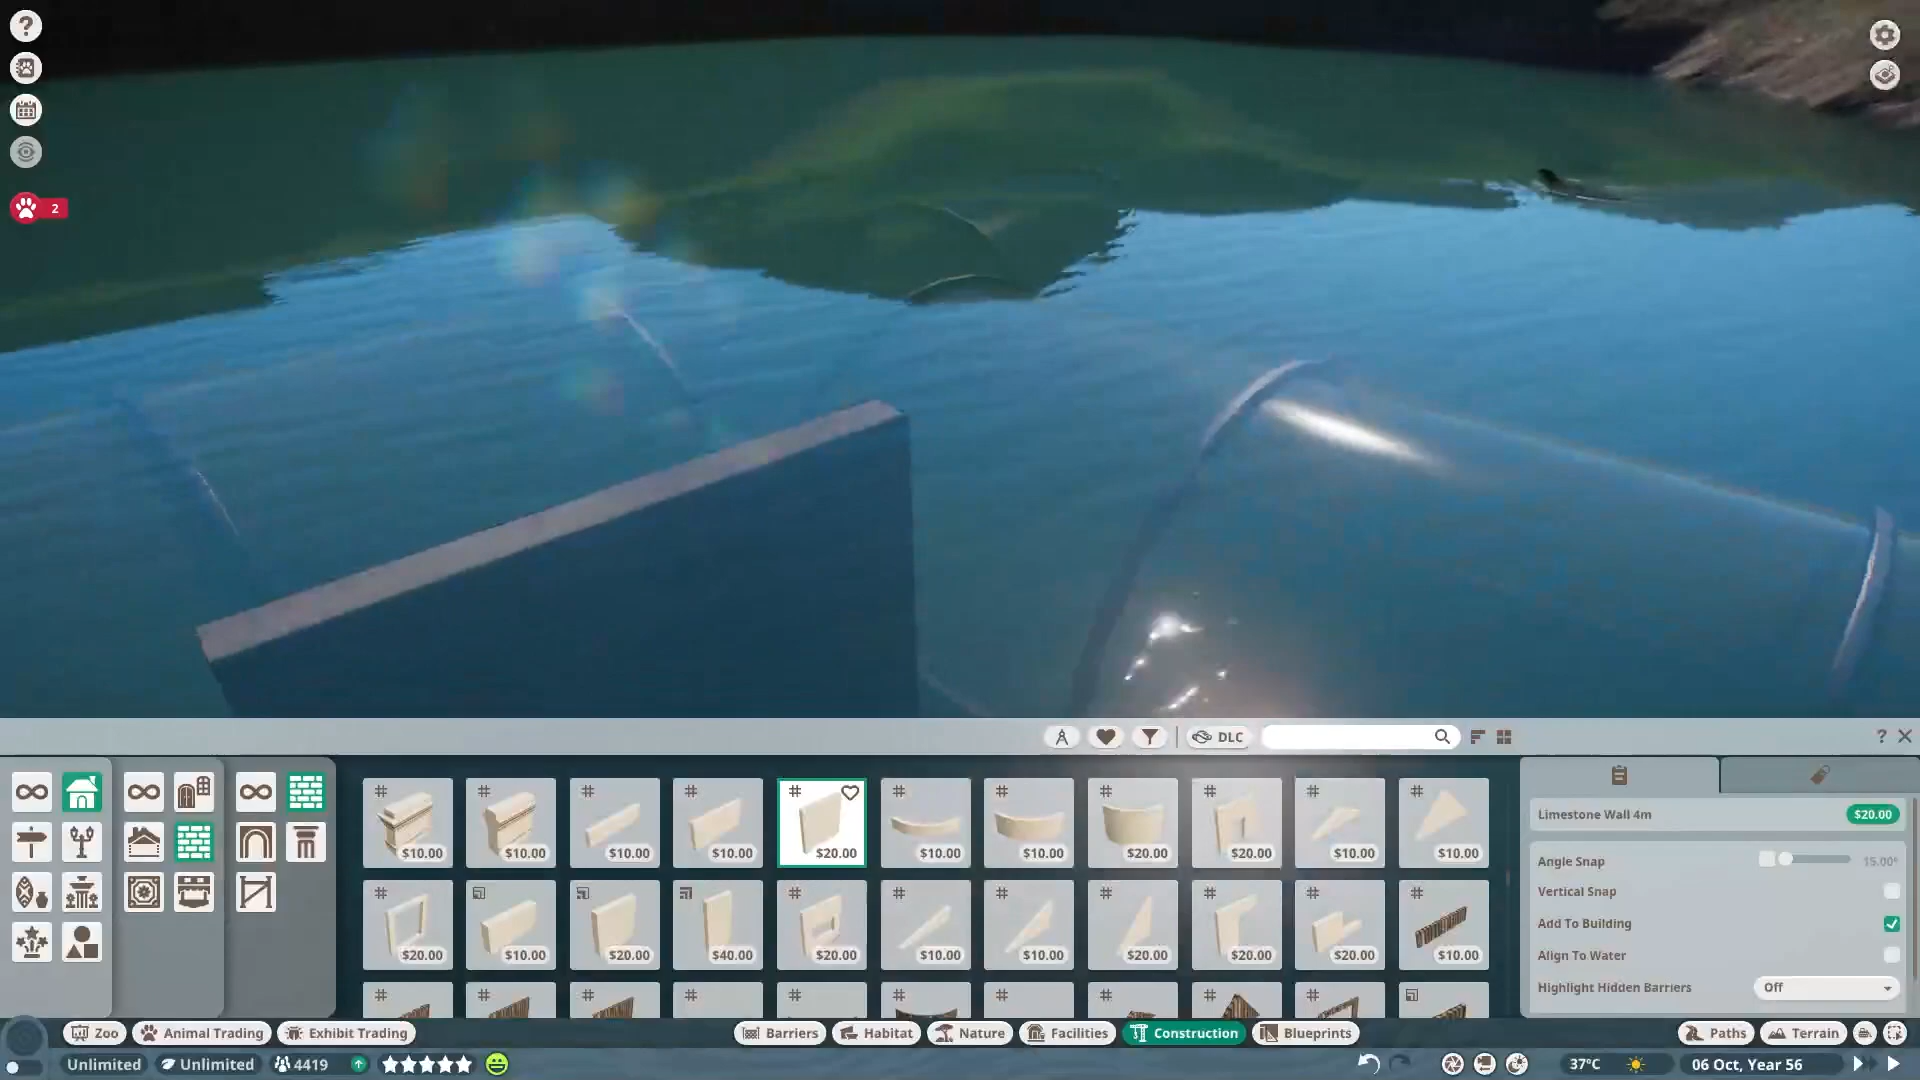 ?
2
DLC
?
$10.00 $10.00 $10.00 $10.00 $20.00 $10.00 $10.00 $20.00 $20.00 $10.00 $10.00
$20.00 $10.00 $20.00 $40.00 $20.00 $10.00 $10.00 $20.00 $20.00 $20.00 $10.00
Limestone Wall 4m $20.00
Angle Snap 15.00°
Vertical Snap
Add To Building
Align To Water
Highlight Hidden Barriers Off
Zoo Animal Trading Exhibit Trading Barriers Habitat Nature Facilities Construction Blueprints Paths Terrain
Unlimited Unlimited 4419 37°C 06 Oct, Year 56